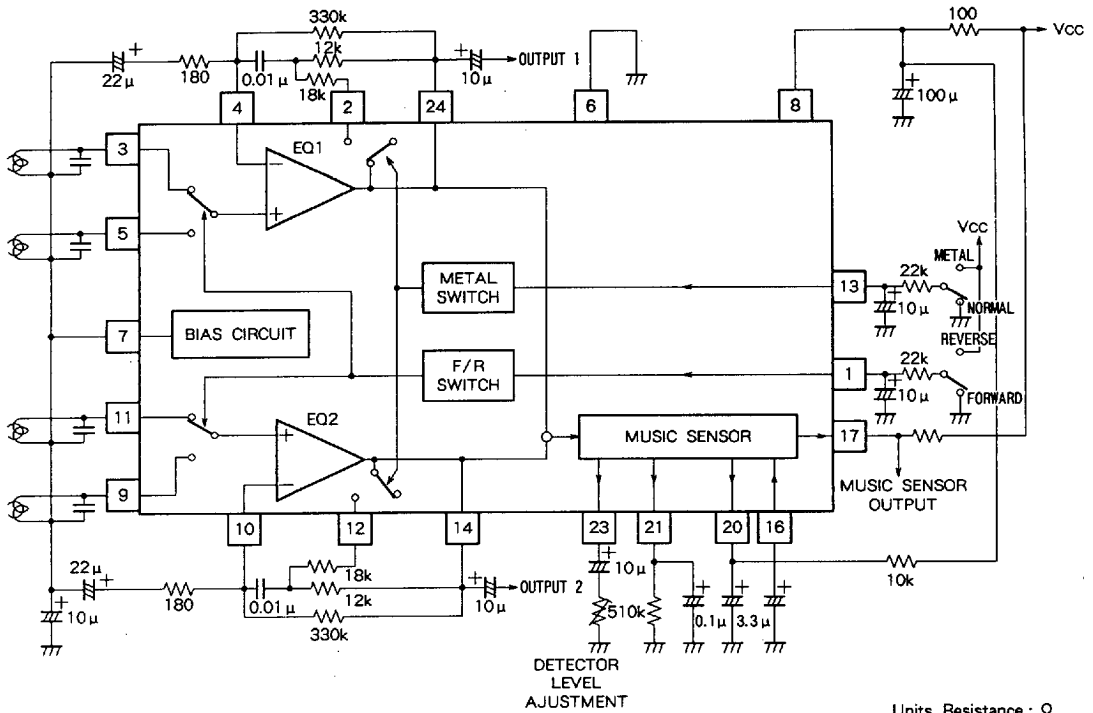 330k
100
VCC
12k
OUTPUT 1
22μ
180
0.01μ
10μ
18k
100μ
4
2
24
6
8
3
EQ1
5
VCC
METAL
METAL
SWITCH
13
22k
10μ
NORMAL
7
BIAS CIRCUIT
REVERSE
F/R
SWITCH
1
22k
10μ
FORWARD
11
EQ2
MUSIC SENSOR
17
9
MUSIC SENSOR
OUTPUT
10
12
14
23
21
20
16
22μ
18k
10μ
10k
180
0.01μ
12k
10μ
OUTPUT 2
10μ
330k
510k
0.1μ
3.3μ
DETECTOR
LEVEL
AJUSTMENT
Units Resistance : Ω